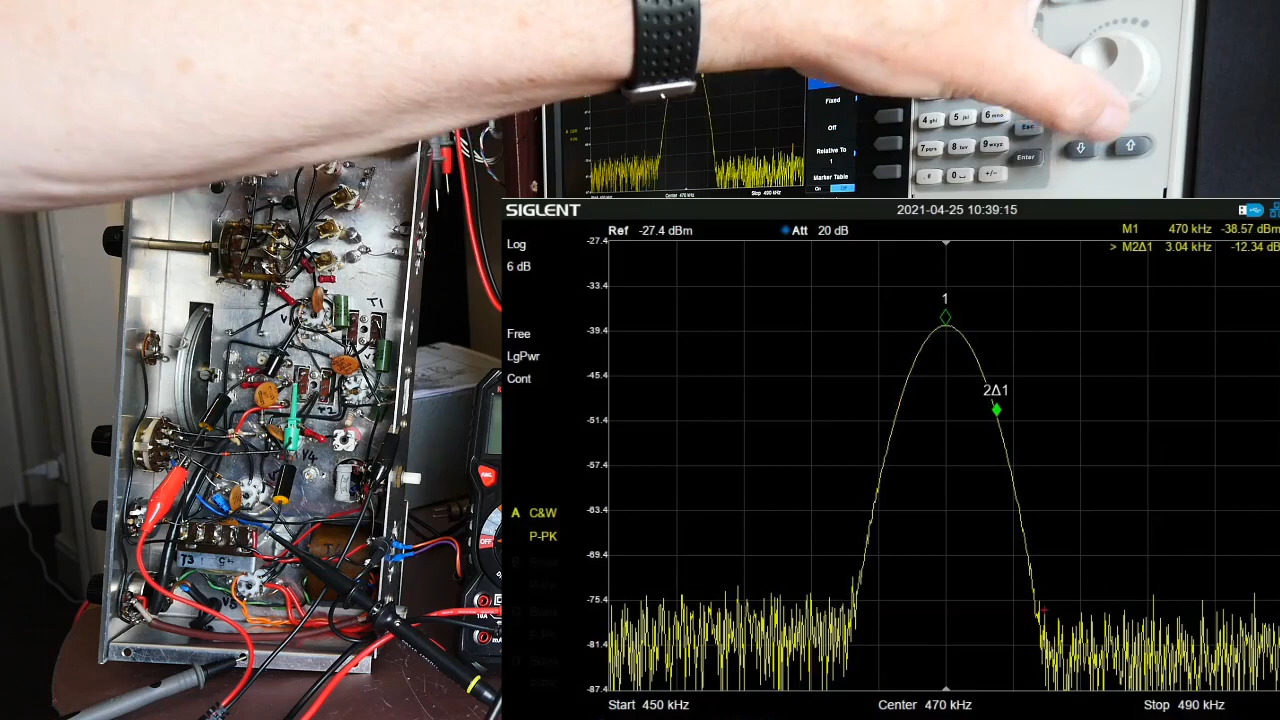 Fixed
Off
Relative To
1
Marker Table
On
Center 470 kHz
Stop 490 kHz
4 ghi 5 jkl 6 mno
Esc
7 pqrs 8 tuv 9 wxyz
Enter
0
+/-
SIGLENT 2021-04-25 10:39:15
Ref -27.4 dBm Att 20 dB
M1 470 kHz -38.57 dBm
> M2Δ1 3.04 kHz -12.34 dBm
Log
6 dB
Free
LgPwr
Cont
A C&W
P-PK
-27.4
-33.4
-39.4
-45.4
-51.4
-57.4
-63.4
-69.4
-75.4
-81.4
-87.4
1
2Δ1
Start 450 kHz Center 470 kHz Stop 490 kHz
T1
V4
T3
OFF
10A